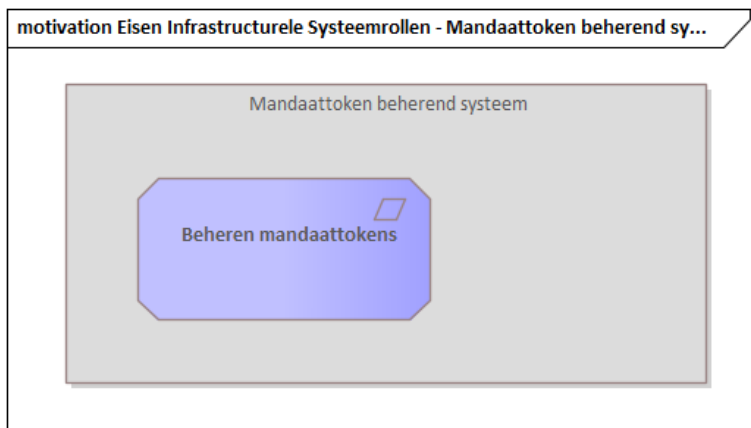 motivation Eisen Infrastructurele Systeemrollen - Mandaattoken beherend sy...
Mandaattoken beherend systeem
Beheren mandaattokens